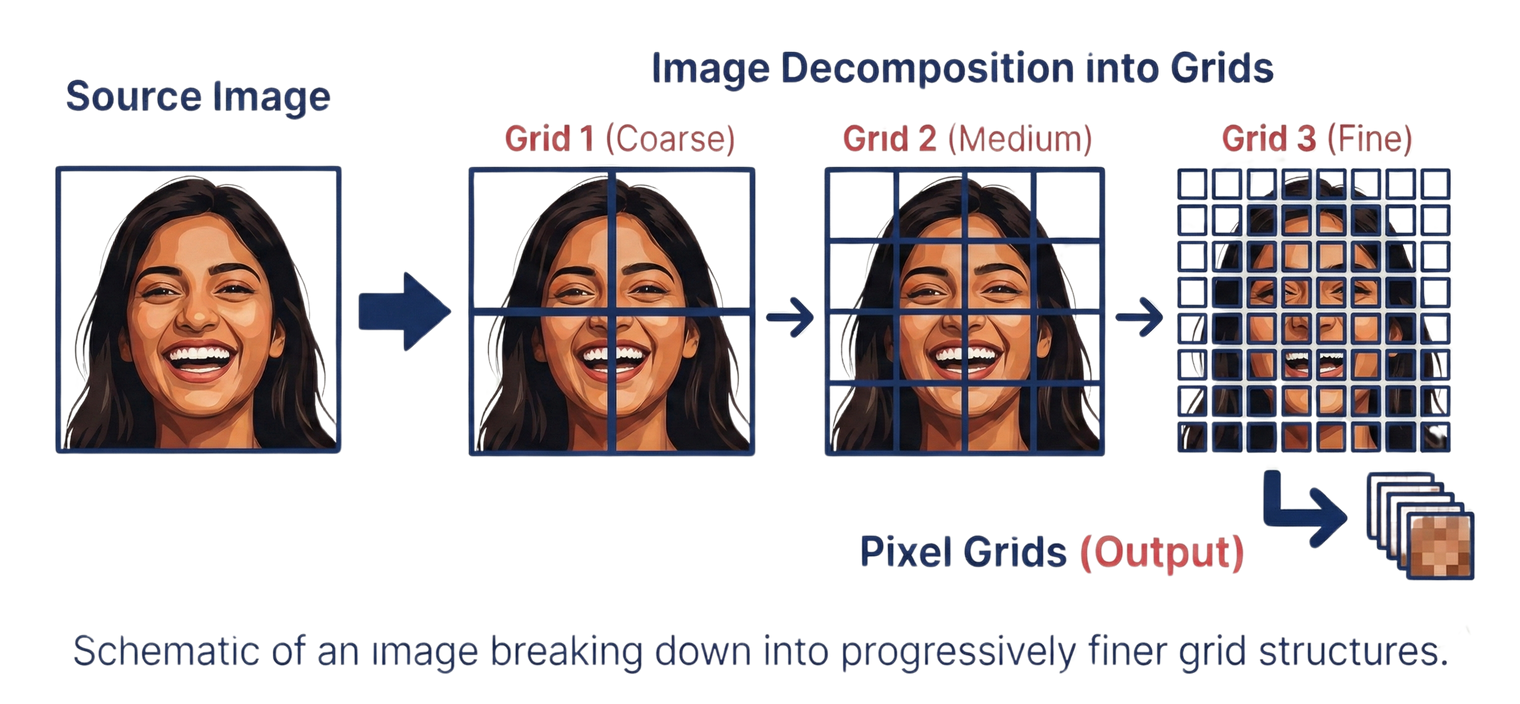 Image Decomposition into Grids
Source Image
Grid 1 (Coarse)
Grid 2 (Medium)
Grid 3 (Fine)
Pixel Grids (Output)
Schematic of an image breaking down into progressively finer grid structures.